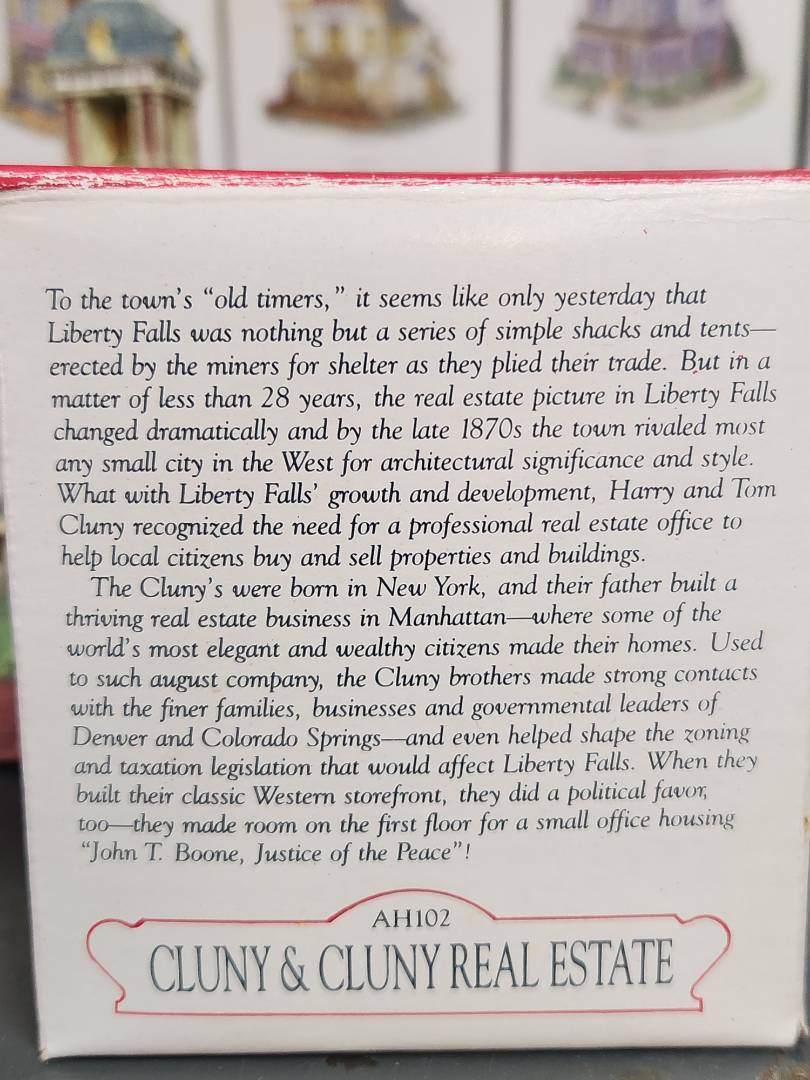 To the town's “old timers,” it seems like only yesterday that
Liberty Falls was nothing but a series of simple shacks and tents—
erected by the miners for shelter as they plied their trade. But in a
matter of less than 28 years, the real estate picture in Liberty Falls
changed dramatically and by the late 1870s the town rivaled most
any small city in the West for architectural significance and style.
What with Liberty Falls' growth and development, Harry and Tom
Cluny recognized the need for a professional real estate office to
help local citizens buy and sell properties and buildings.
The Cluny's were born in New York, and their father built a
thriving real estate business in Manhattan—where some of the
world's most elegant and wealthy citizens made their homes. Used
to such august company, the Cluny brothers made strong contacts
with the finer families, businesses and governmental leaders of
Denver and Colorado Springs—and even helped shape the zoning
and taxation legislation that would affect Liberty Falls. When they
built their classic Western storefront, they did a political favor,
too—they made room on the first floor for a small office housing
“John T. Boone, Justice of the Peace”!
AH102
CLUNY & CLUNY REAL ESTATE